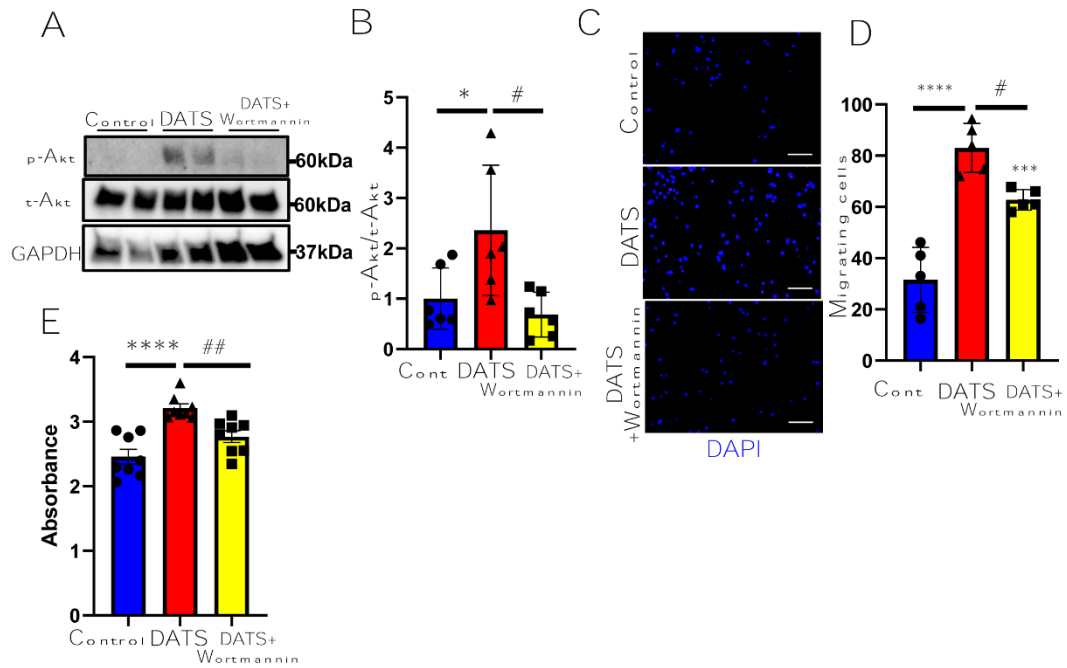 A
Control DATS DATS+
Wortmannin
p-Akt
60kDa
t-Akt
60kDa
GAPDH
37kDa
B
p-Akt/t-Akt
5
4
3
2
1
0
*
#
Cont DATS DATS+
Wortmannin
C
Control
DATS
DATS
+Wortmannin
DAPI
D
Migrating cells
100
80
60
40
20
0
****
#
***
Cont DATS DATS+
Wortmannin
E
Absorbance
4
3
2
1
0
****
##
Control DATS DATS+
Wortmannin